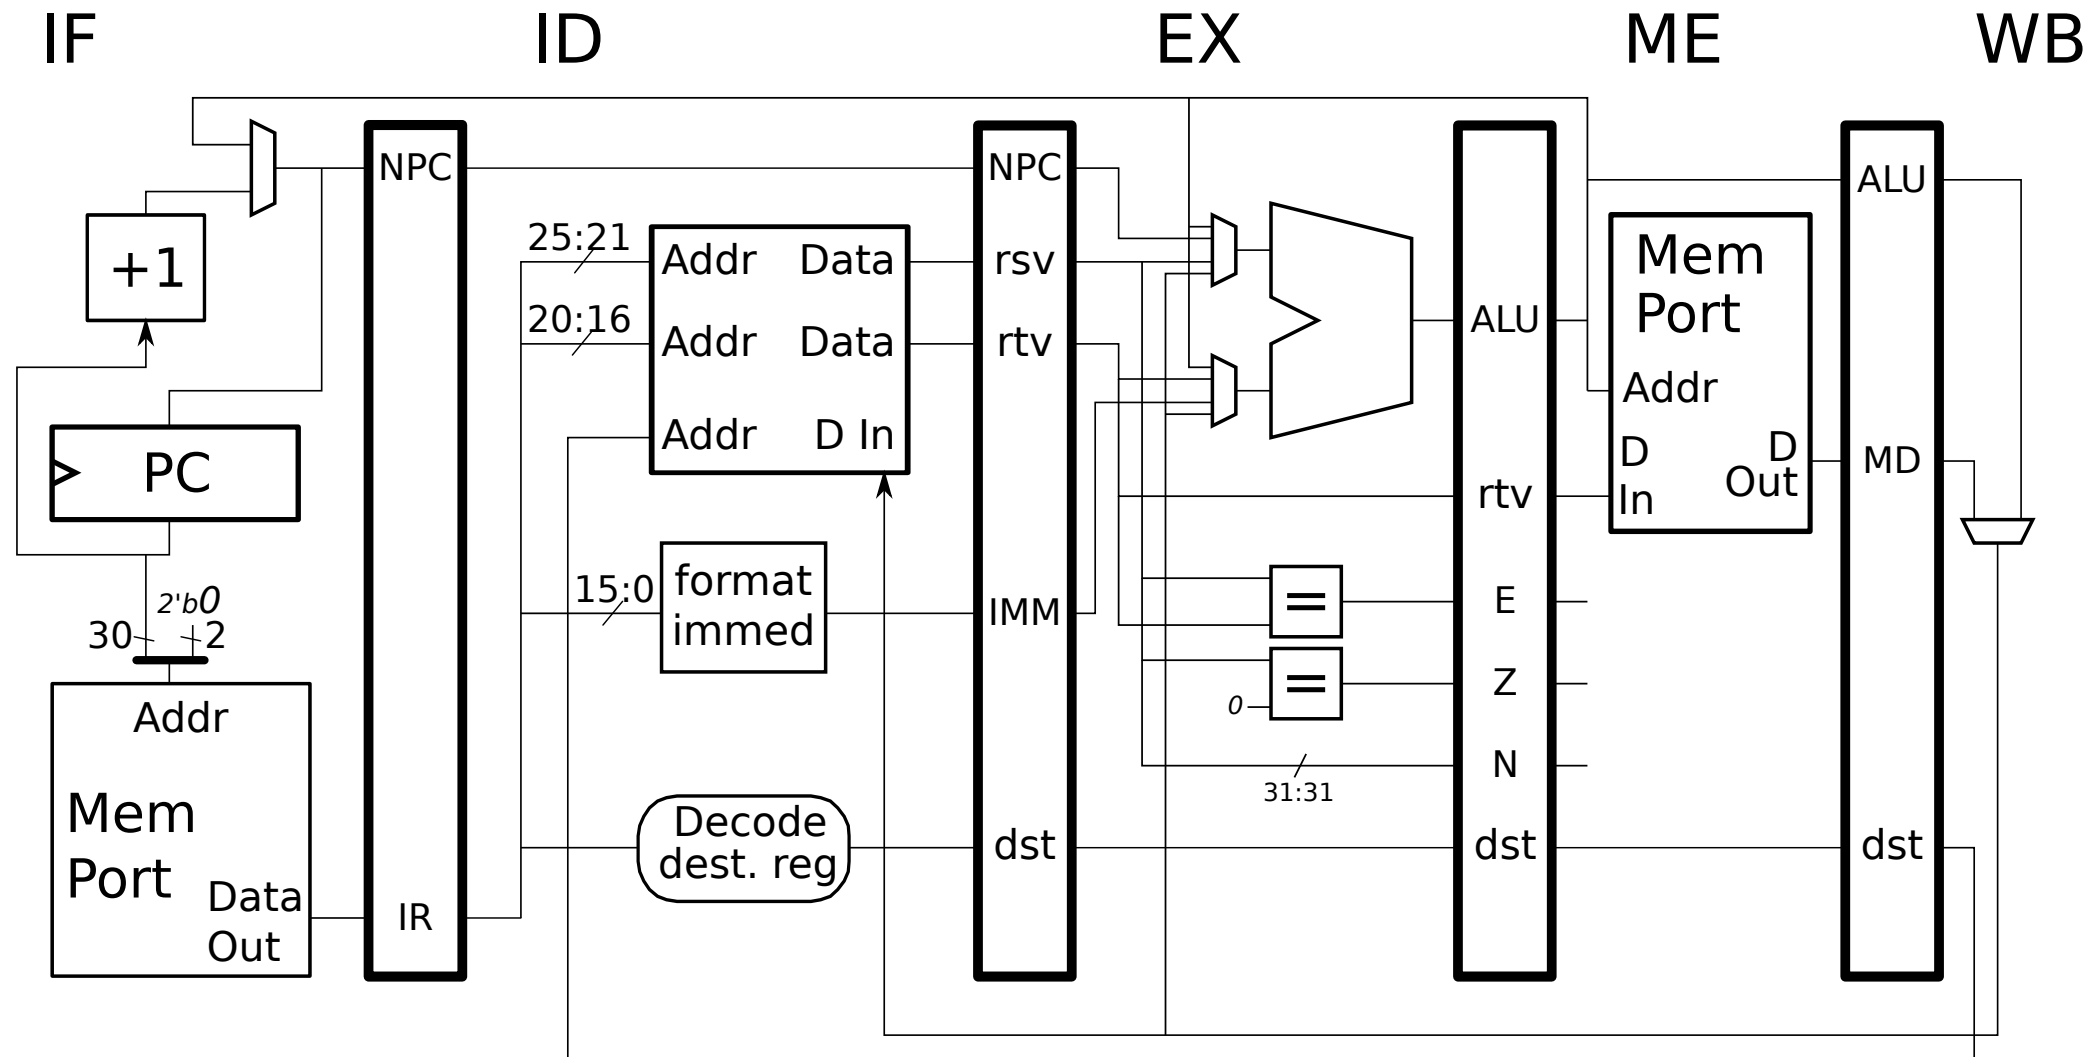 IF
ID
EX
ME
WB
+1
PC
30
2'b0
2
Addr
Mem
Port
Data
Out
NPC
IR
25:21
20:16
Addr
Data
Addr
Data
Addr
D In
15:0
format
immed
Decode
dest. reg
NPC
rsv
rtv
IMM
dst
=
=
0
31:31
ALU
rtv
E
Z
N
dst
Mem
Port
Addr
D
In
D
Out
ALU
MD
dst